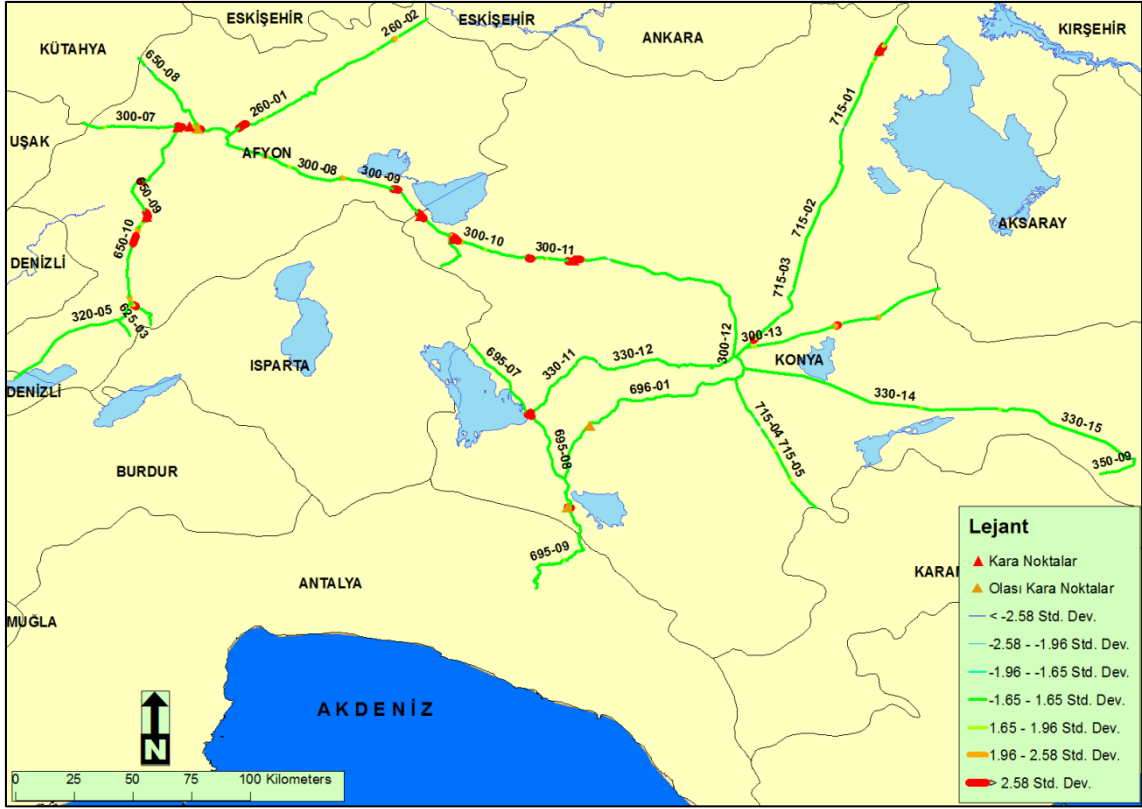 ESKİŞEHİR
260-02
ESKİŞEHİR
ANKARA
KIRŞEHİR
KÜTAHYA
650-08
260-01
715-01
300-07
UŞAK
AFYON
300-08
300-09
650-09
715-02
AKSARAY
650-10
300-10
300-11
DENİZLİ
715-03
320-05
625-03
300-12
300-13
ISPARTA
695-07
330-11
330-12
KONYA
DENİZLİ
696-01
330-14
330-15
715-04
715-05
695-08
350-09
BURDUR
695-09
ANTALYA
KARAM
MUĞLA
AKDENİZ
N
0 25 50 75 100 Kilometers
Lejant
Kara Noktalar
Olası Kara Noktalar
< -2.58 Std. Dev.
-2.58 - -1.96 Std. Dev.
-1.96 - -1.65 Std. Dev.
-1.65 - 1.65 Std. Dev.
1.65 - 1.96 Std. Dev.
1.96 - 2.58 Std. Dev.
> 2.58 Std. Dev.